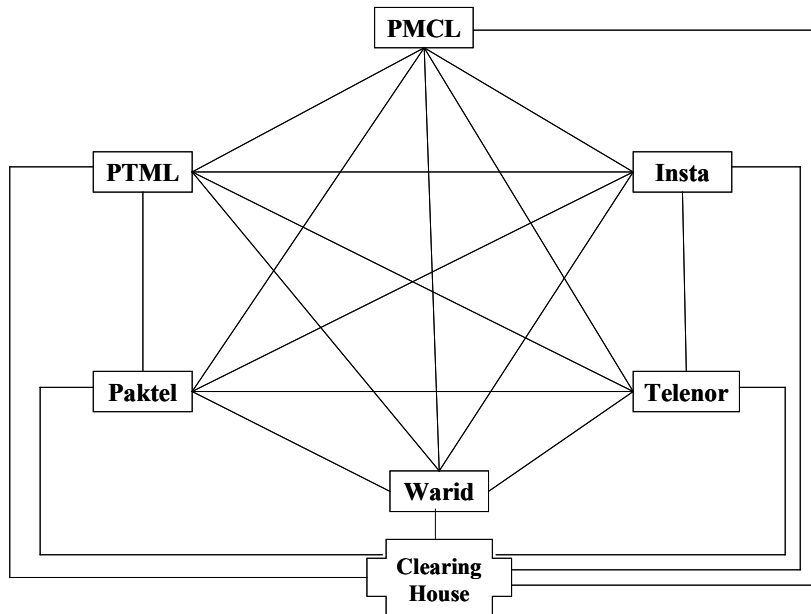 PMCL
PTML
Insta
Paktel
Telenor
Warid
Clearing
House